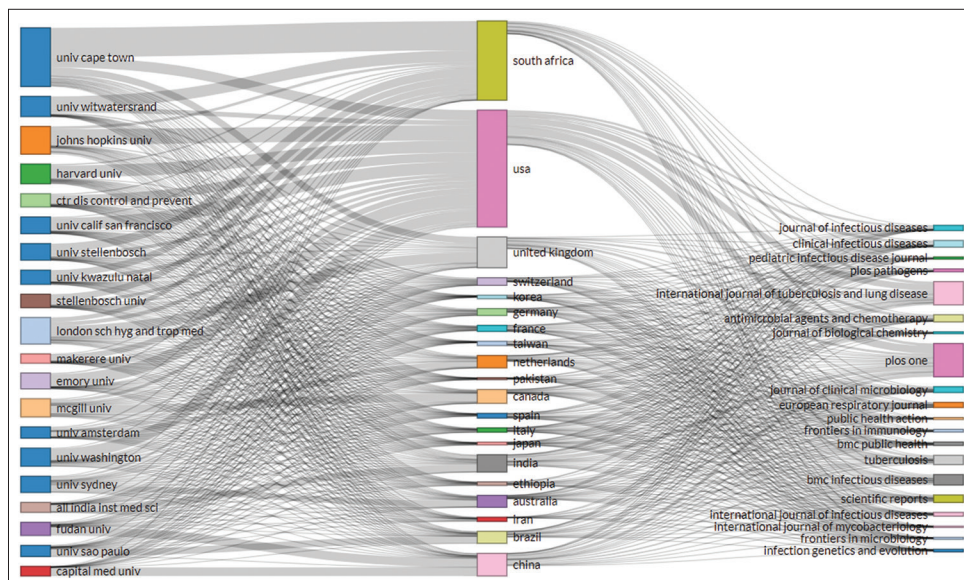 univ cape town
univ witwatersrand
johns hopkins univ
harvard univ
ctr dis control and prevent
univ calif san francisco
univ stellenbosch
univ kwazulu natal
stellenbosch univ
london sch hyg and trop med
makerere univ
emory univ
mcgill univ
univ amsterdam
univ washington
univ sydney
all india inst med sci
fudan univ
univ sao paulo
capital med univ
south africa
usa
united kingdom
switzerland
korea
germany
france
taiwan
netherlands
pakistan
canada
spain
italy
japan
india
ethiopia
australia
iran
brazil
china
journal of infectious diseases
clinical infectious diseases
pediatric infectious disease journal
plos pathogens
international journal of tuberculosis and lung disease
antimicrobial agents and chemotherapy
journal of biological chemistry
plos one
journal of clinical microbiology
european respiratory journal
public health action
frontiers in immunology
bmc public health
tuberculosis
bmc infectious diseases
scientific reports
international journal of infectious diseases
international journal of mycobacteriology
frontiers in microbiology
infection genetics and evolution